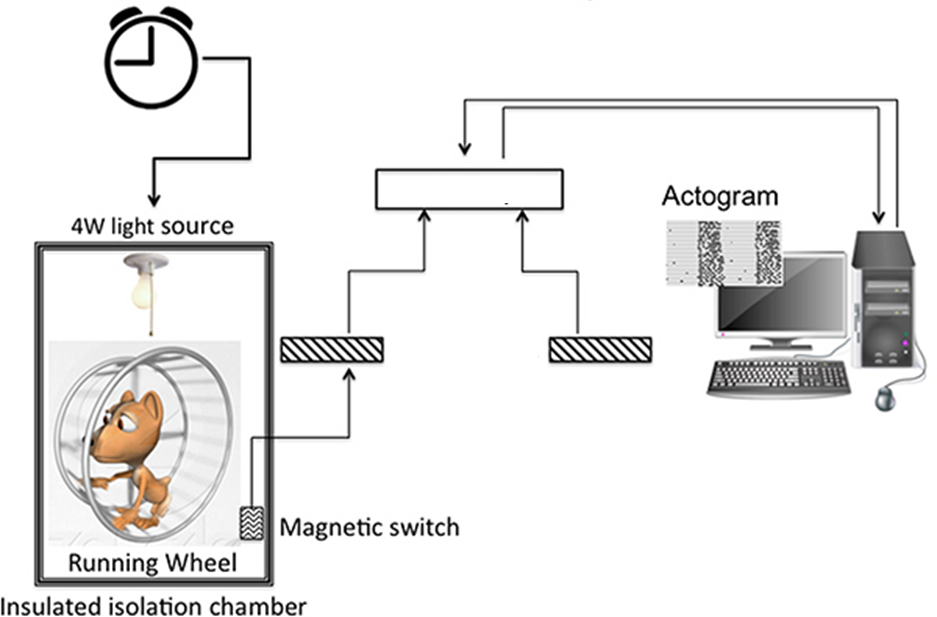 4W light source
Actogram
Magnetic switch
Running Wheel
Insulated isolation chamber